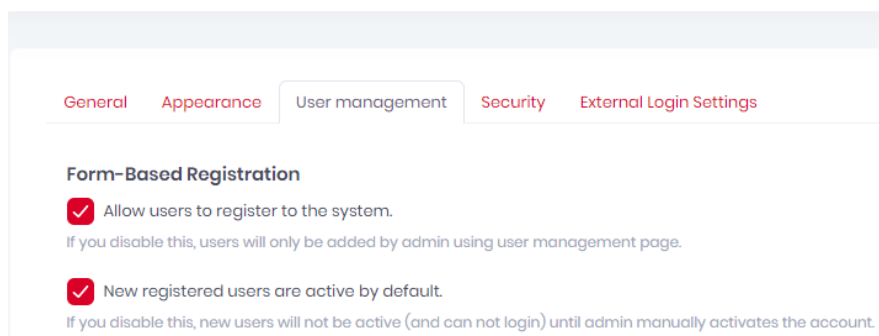 General Appearance User management Security External Login Settings
Form-Based Registration
Allow users to register to the system.
If you disable this, users will only be added by admin using user management page.
New registered users are active by default.
If you disable this, new users will not be active (and can not login) until admin manually activates the account.